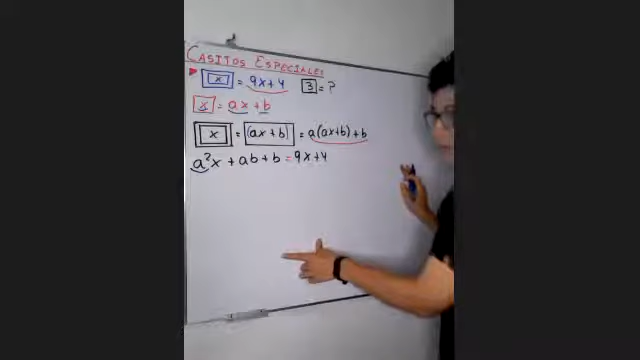 CASITOS ESPECIALES
x = 9x+4 3 = ?
x = ax + b
x = (ax+b) = a(ax+b)+b
a²x + ab + b = 9x+4